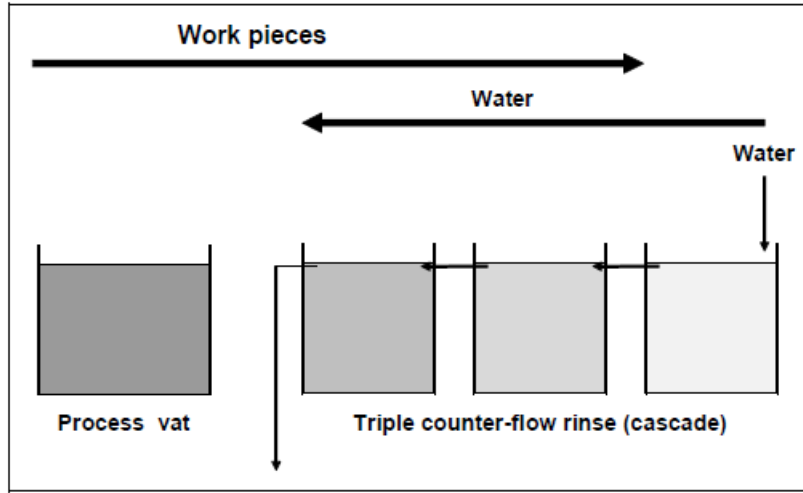 Work pieces
Water
Water
Process vat
Triple counter-flow rinse (cascade)